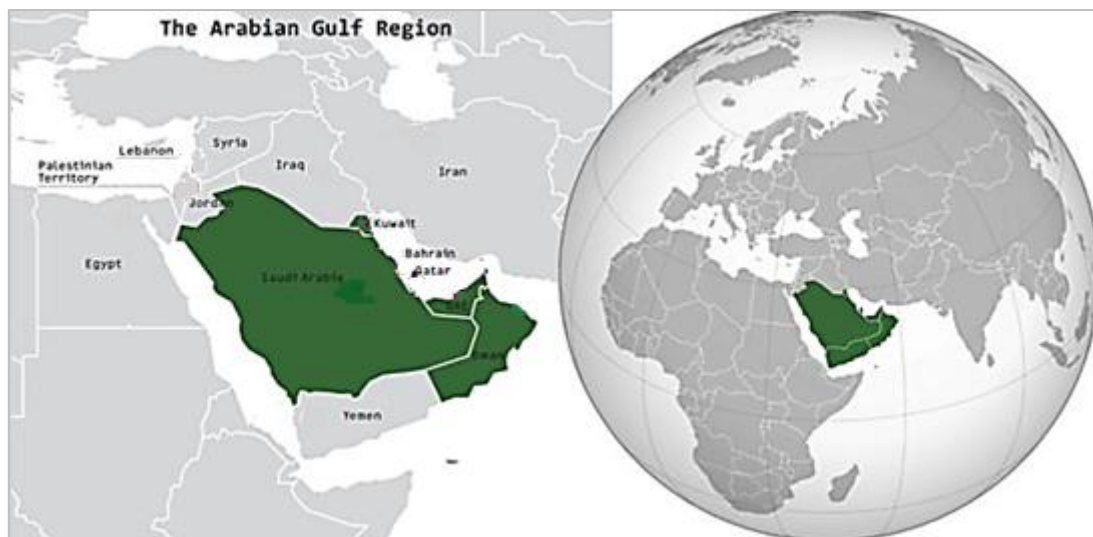 The Arabian Gulf Region
Syria
Lebanon
Palestinian
Territory
Iraq
Iran
Jordan
Kuwait
Bahrain
Qatar
Egypt
Saudi Arabia
Oman
Yemen